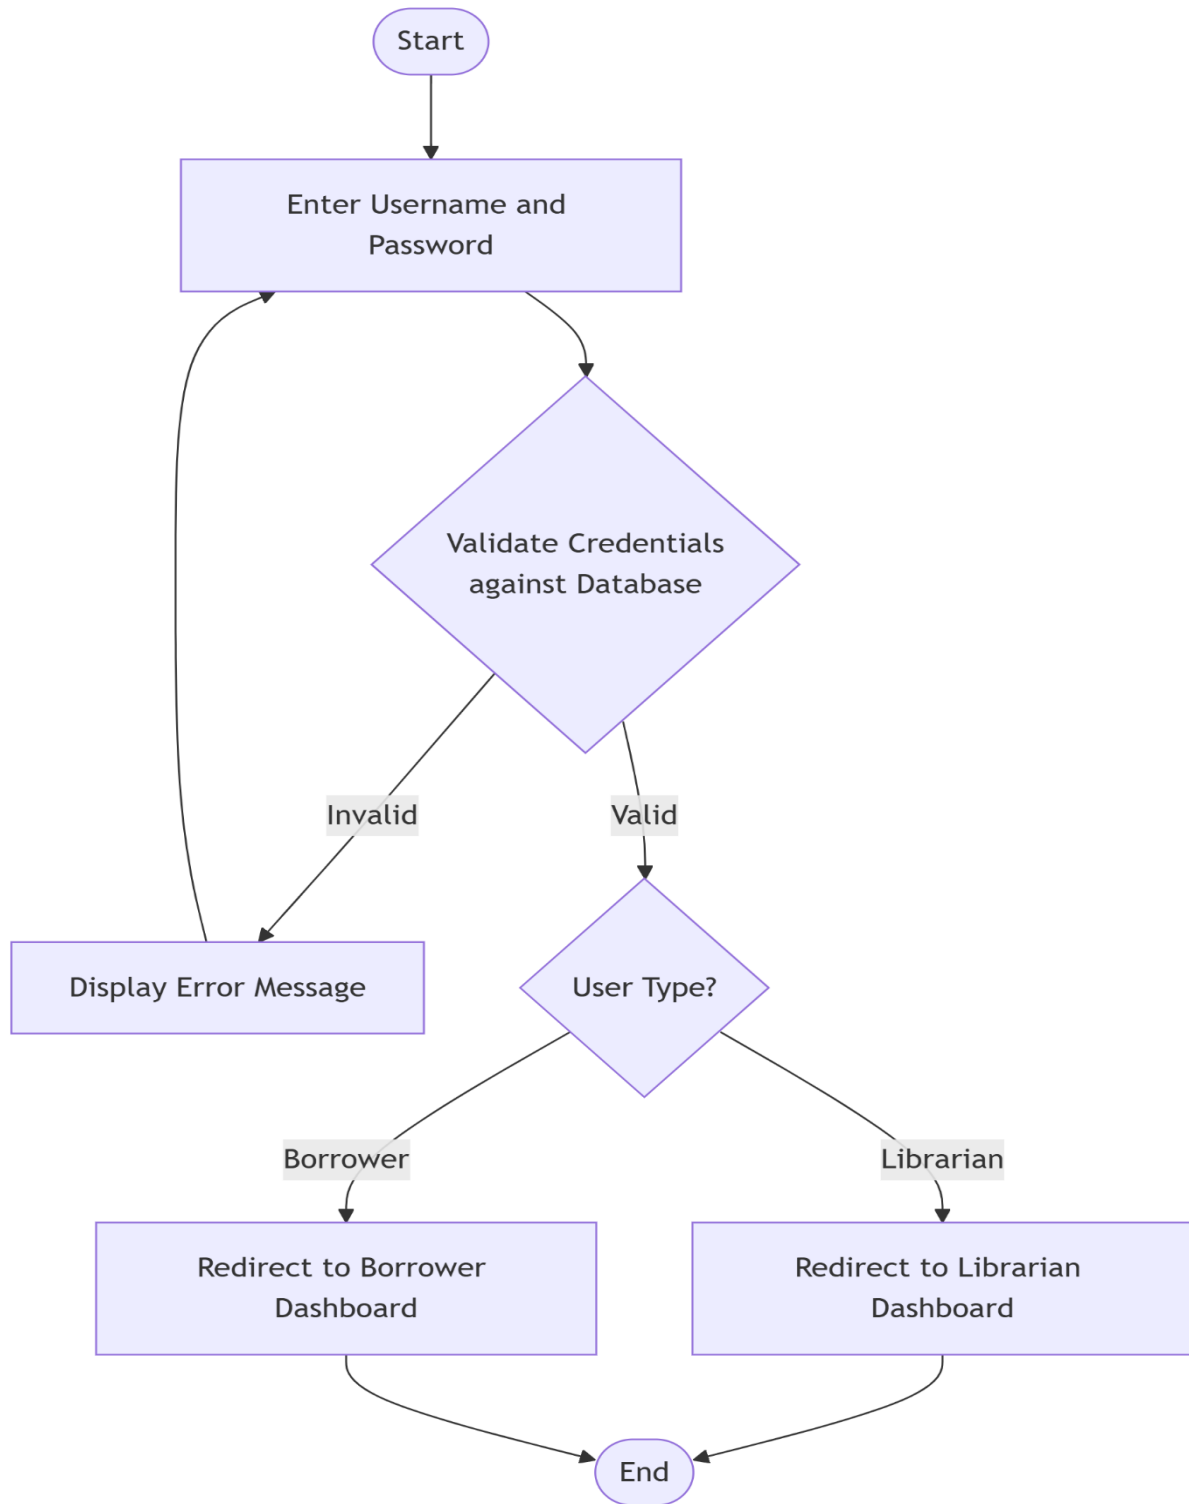 Start
Enter Username and
Password
Validate Credentials
against Database
Invalid
Valid
Display Error Message
User Type?
Borrower
Librarian
Redirect to Borrower
Dashboard
Redirect to Librarian
Dashboard
End